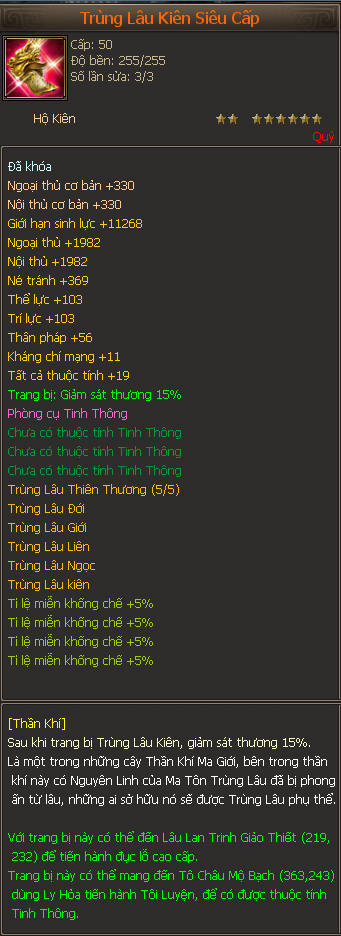 Trùng Lâu Kiên Siêu Cấp
Cấp: 50
Độ bền: 255/255
Số lần sửa: 3/3
Hộ Kiên
Quý
Đã khóa
Ngoại thủ cơ bản +330
Nội thủ cơ bản +330
Giới hạn sinh lực +11268
Ngoại thủ +1982
Nội thủ +1982
Né tránh +369
Thể lực +103
Trí lực +103
Thân pháp +56
Kháng chí mạng +11
Tất cả thuộc tính +19
Trang bị: Giảm sát thương 15%
Phòng cụ Tinh Thông
Chưa có thuộc tính Tinh Thông
Chưa có thuộc tính Tinh Thông
Chưa có thuộc tính Tinh Thông
Trùng Lâu Thiên Thương (5/5)
Trùng Lâu Đới
Trùng Lâu Giới
Trùng Lâu Liên
Trùng Lâu Ngọc
Trùng Lâu kiên
Tỉ lệ miễn khống chế +5%
Tỉ lệ miễn khống chế +5%
Tỉ lệ miễn khống chế +5%
Tỉ lệ miễn khống chế +5%
[Thần Khí]
Sau khi trang bị Trùng Lâu Kiên, giảm sát thương 15%.
Là một trong những cây Thần Khí Ma Giới, bên trong thần
khí này có Nguyên Linh của Ma Tôn Trùng Lâu đã bị phong
ấn từ lâu, những ai sở hữu nó sẽ được Trùng Lâu phụ thể.
Với trang bị này có thể đến Lâu Lan Trinh Giảo Thiết (219,
232) để tiến hành đục lỗ cao cấp.
Trang bị này có thể mang đến Tô Châu Mộ Bạch (363,243)
dùng Ly Hỏa tiến hành Tôi Luyện, để có được thuộc tính
Tinh Thông.